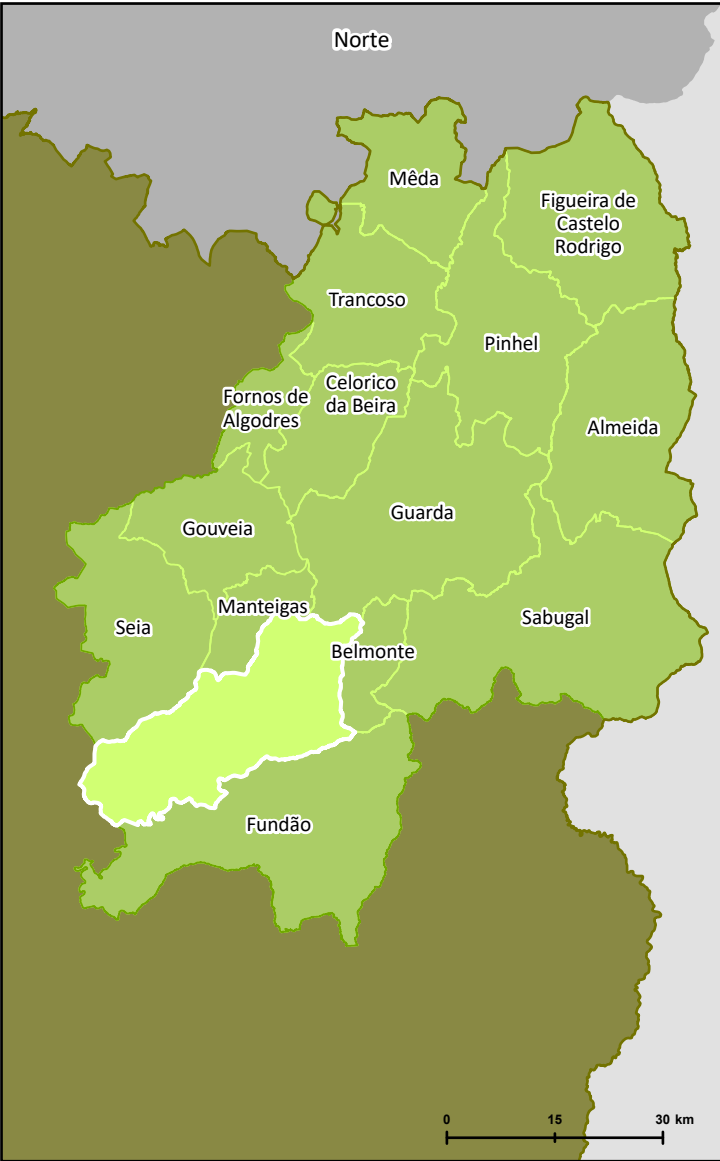 Norte
Mêda
Figueira de
Castelo
Rodrigo
Trancoso
Pinhel
Celorico
da Beira
Fornos de
Algodres
Almeida
Guarda
Gouveia
Manteigas
Sabugal
Seia
Belmonte
Fundão
0 15 30 km